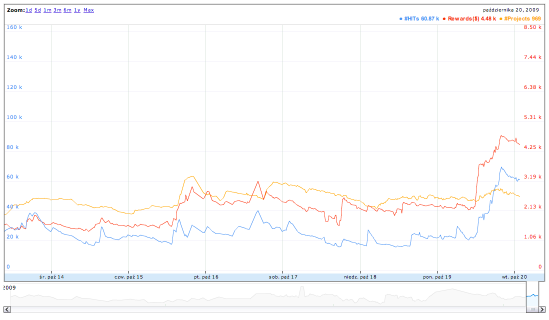 Zoom: 1d 5d 1m 3m 6m 1y Max
października 20, 2009
#HITs 60.87 k Rewards($) 4.48 k #Projects 960
160 k 8.50 k
140 k 7.44 k
120 k 6.38 k
100 k 5.31 k
80 k 4.25 k
60 k 3.19 k
40 k 2.13 k
20 k 1.06 k
0 0
śr. paź 14 czw. paź 15 pt. paź 16 sob. paź 17 niedz. paź 18 pon. paź 19 wt. paź 20
2009